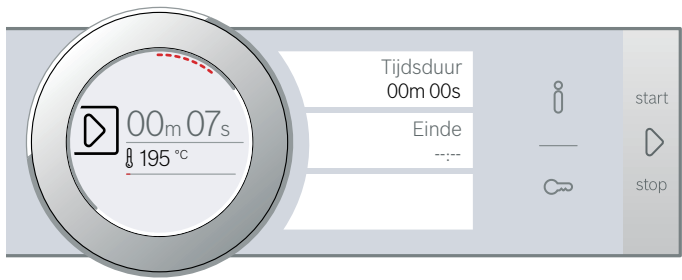 00m 07s
195 °C
Tijdsduur
00m 00s
Einde
--:--
start
stop